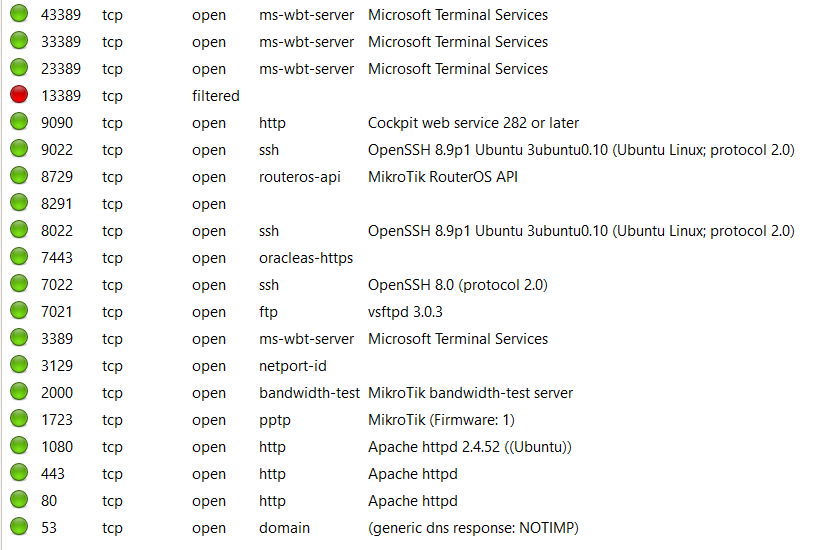 43389 tcp open ms-wbt-server Microsoft Terminal Services
33389 tcp open ms-wbt-server Microsoft Terminal Services
23389 tcp open ms-wbt-server Microsoft Terminal Services
13389 tcp filtered
9090 tcp open http Cockpit web service 282 or later
9022 tcp open ssh OpenSSH 8.9p1 Ubuntu 3ubuntu0.10 (Ubuntu Linux; protocol 2.0)
8729 tcp open routeros-api MikroTik RouterOS API
8291 tcp open
8022 tcp open ssh OpenSSH 8.9p1 Ubuntu 3ubuntu0.10 (Ubuntu Linux; protocol 2.0)
7443 tcp open oracleas-https
7022 tcp open ssh OpenSSH 8.0 (protocol 2.0)
7021 tcp open ftp vsftpd 3.0.3
3389 tcp open ms-wbt-server Microsoft Terminal Services
3129 tcp open netport-id
2000 tcp open bandwidth-test MikroTik bandwidth-test server
1723 tcp open pptp MikroTik (Firmware: 1)
1080 tcp open http Apache httpd 2.4.52 ((Ubuntu))
443 tcp open http Apache httpd
80 tcp open http Apache httpd
53 tcp open domain (generic dns response: NOTIMP)